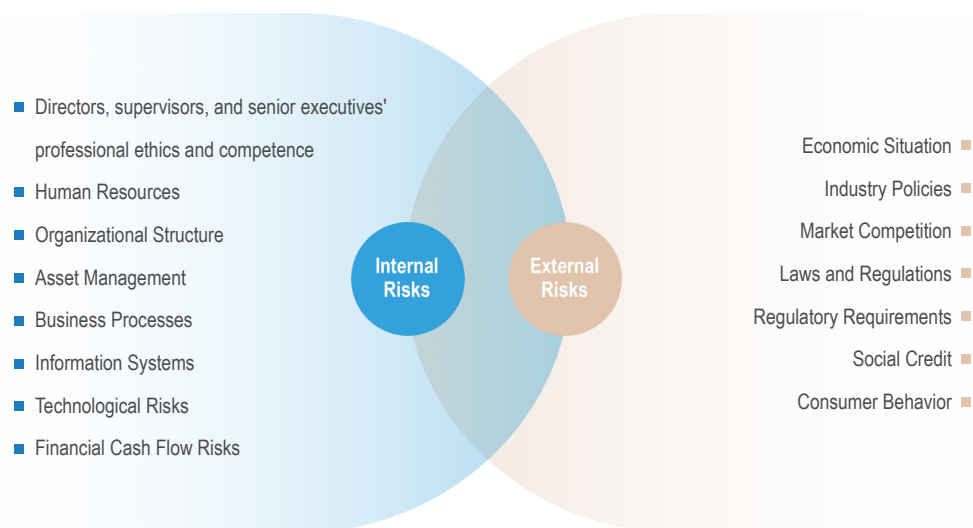 Directors, supervisors, and senior executives'
professional ethics and competence
Human Resources
Organizational Structure
Asset Management
Business Processes
Information Systems
Technological Risks
Financial Cash Flow Risks
Internal
Risks
External
Risks
Economic Situation
Industry Policies
Market Competition
Laws and Regulations
Regulatory Requirements
Social Credit
Consumer Behavior